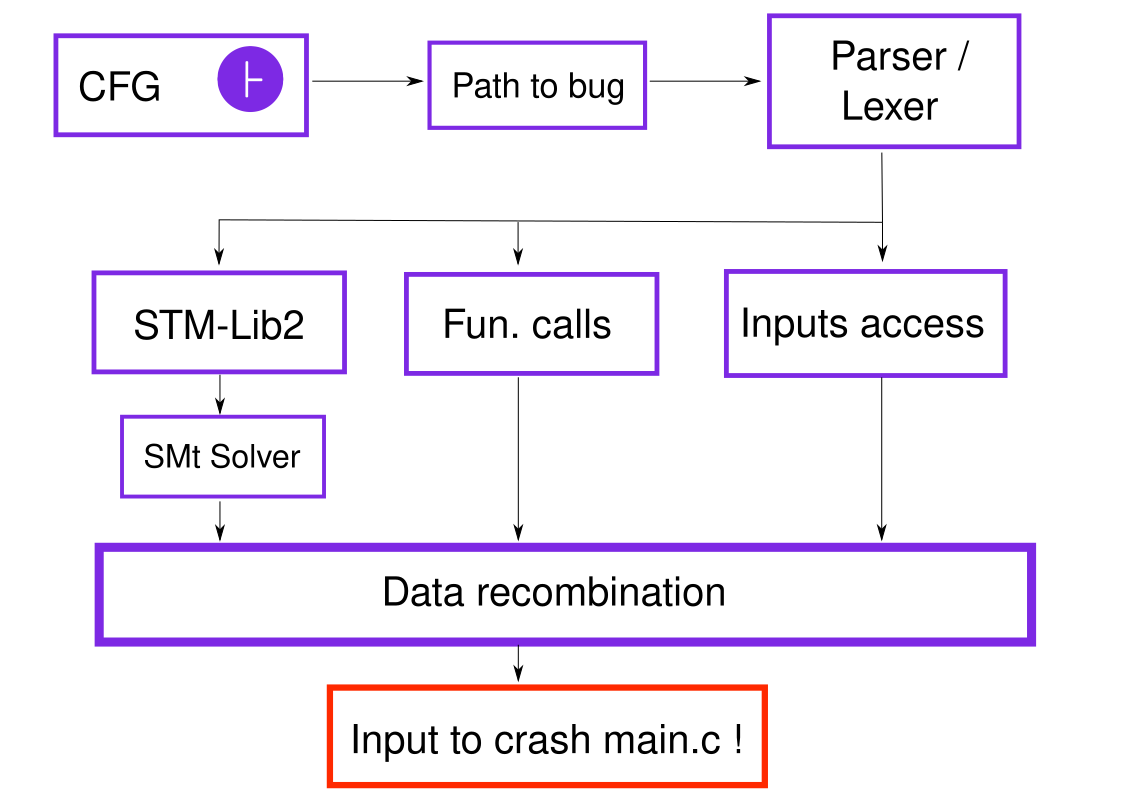 CFG ⊢
Path to bug
Parser /
Lexer
STM-Lib2
Fun. calls
Inputs access
SMt Solver
Data recombination
Input to crash main.c !